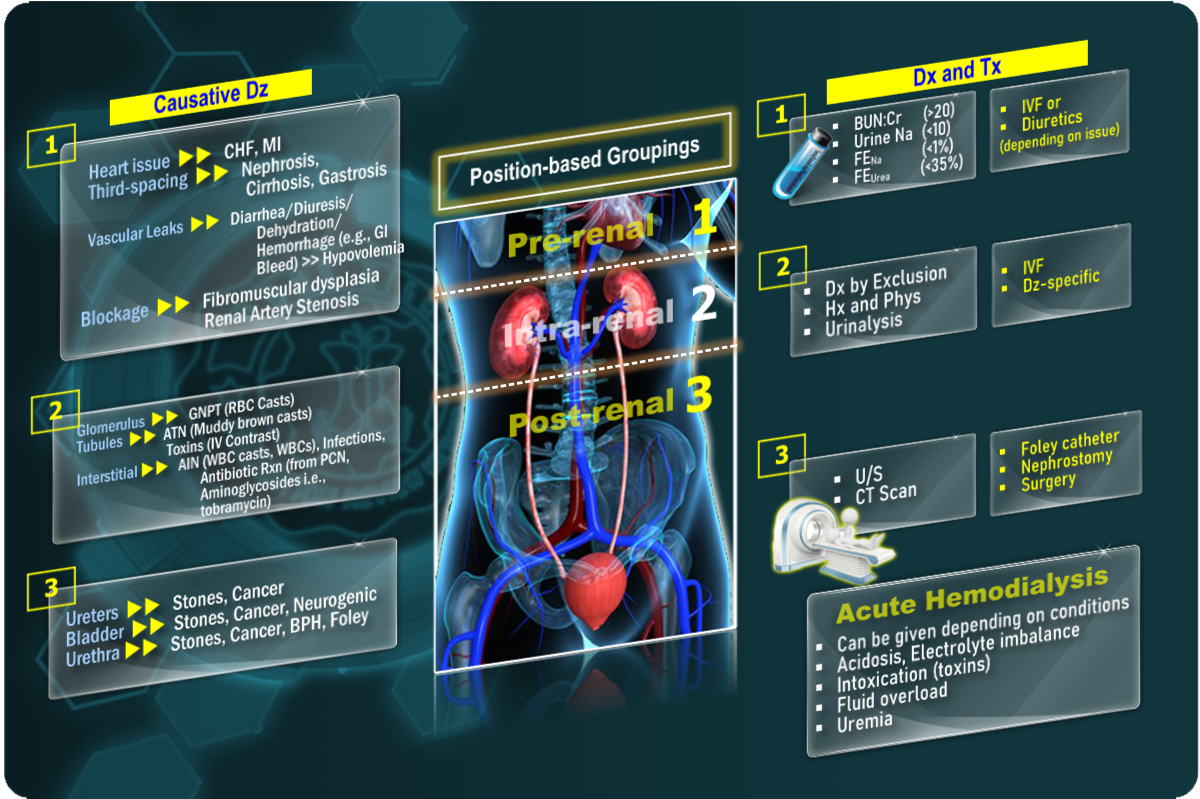 Causative Dz
1
Heart issue CHF, MI
Third-spacing Nephrosis,
Cirrhosis, Gastrosis
Vascular Leaks Diarrhea/Diuresis/
Dehydration/
Hemorrhage (e.g., GI
Bleed) >> Hypovolemia
Blockage Fibromuscular dysplasia
Renal Artery Stenosis
2
Glomerulus GNPT (RBC Casts)
Tubules ATN (Muddy brown casts)
Toxins (IV Contrast)
Interstitial AIN (WBC casts, WBCs), Infections,
Antibiotic Rxn (from PCN,
Aminoglycosides i.e.,
tobramycin)
3
Ureters Stones, Cancer
Bladder Stones, Cancer, Neurogenic
Urethra Stones, Cancer, BPH, Foley
Position-based Groupings
Pre-renal 1
Intra-renal 2
Post-renal 3
Dx and Tx
1
BUN:Cr (>20)
Urine Na (<10)
FENa (<1%)
FEUrea (<35%)
IVF or
Diuretics
(depending on issue)
2
Dx by Exclusion
Hx and Phys
Urinalysis
IVF
Dz-specific
3
U/S
CT Scan
Foley catheter
Nephrostomy
Surgery
Acute Hemodialysis
Can be given depending on conditions
Acidosis, Electrolyte imbalance
Intoxication (toxins)
Fluid overload
Uremia